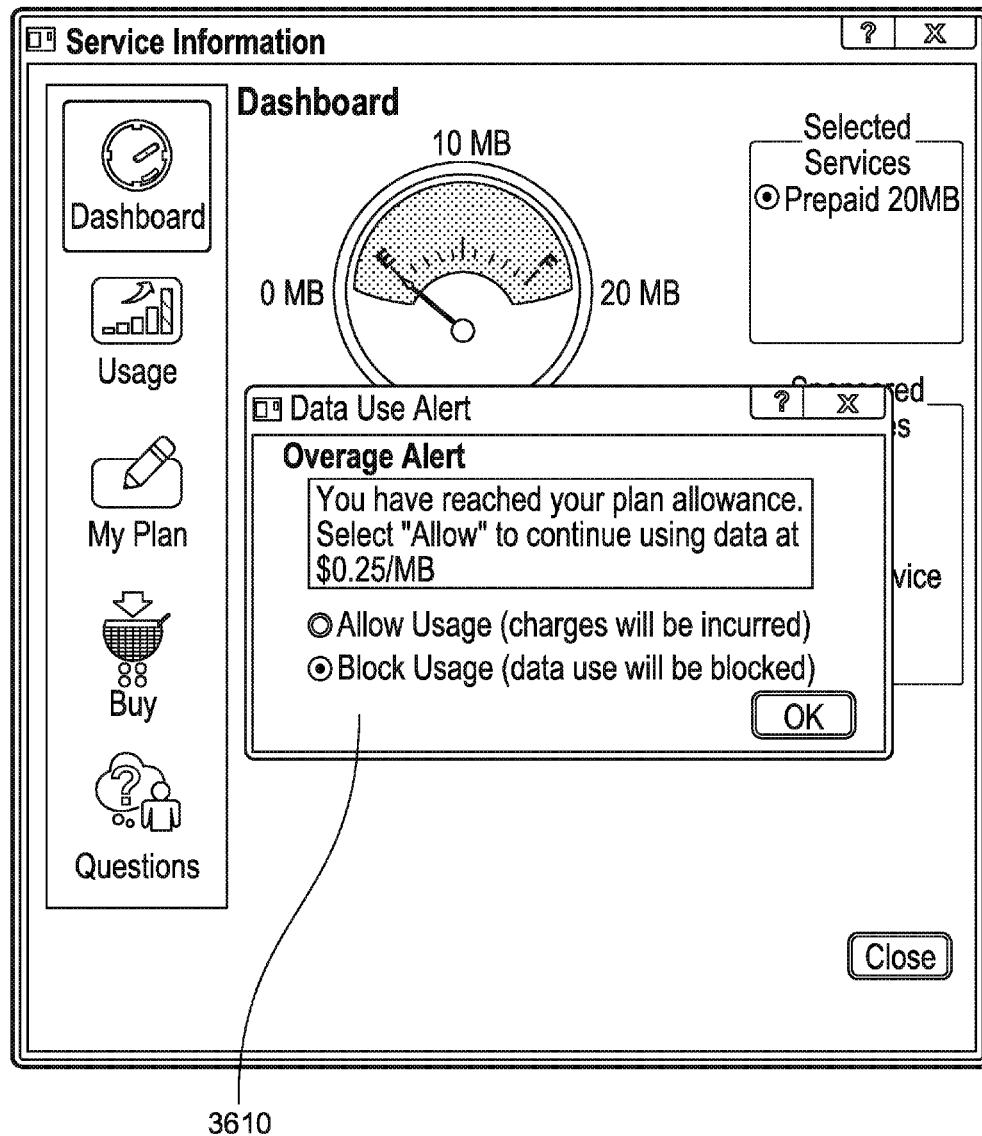 Service Information
? X
Dashboard
Usage
My Plan
Buy
Questions
Dashboard
10 MB
0 MB
20 MB
E
F
Selected
Services
Prepaid 20MB
ed
es
vice
Data Use Alert
? X
Overage Alert
You have reached your plan allowance.
Select "Allow" to continue using data at
$0.25/MB
Allow Usage (charges will be incurred)
Block Usage (data use will be blocked)
OK
Close
3610